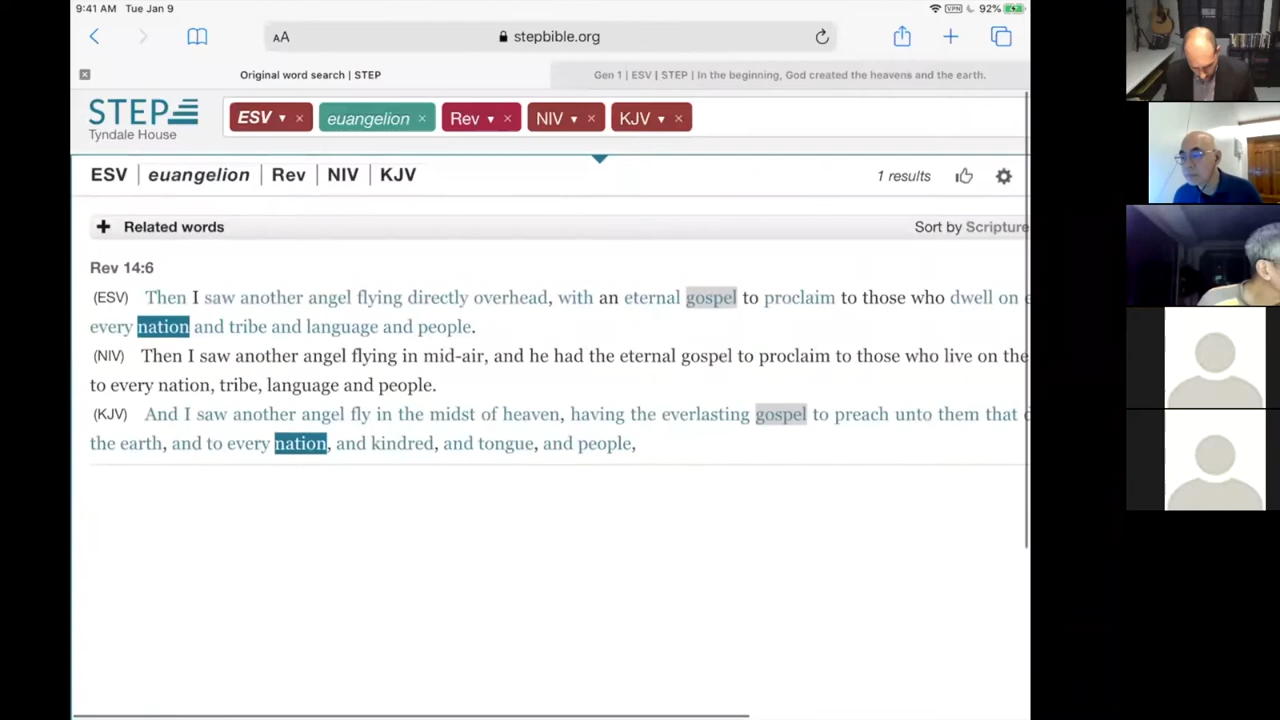 9:41 AM Tue Jan 9
VPN 92%
AA stepbible.org
Original word search | STEP
Gen 1 | ESV | STEP | In the beginning, God created the heavens and the earth.
STEP
Tyndale House
ESV ▾ × euangelion × Rev ▾ × NIV ▾ × KJV ▾ ×
ESV | euangelion | Rev | NIV | KJV
1 results
+ Related words
Sort by Scripture
Rev 14:6
(ESV) Then I saw another angel flying directly overhead, with an eternal gospel to proclaim to those who dwell on
every nation and tribe and language and people.
(NIV) Then I saw another angel flying in mid-air, and he had the eternal gospel to proclaim to those who live on the
to every nation, tribe, language and people.
(KJV) And I saw another angel fly in the midst of heaven, having the everlasting gospel to preach unto them that
the earth, and to every nation, and kindred, and tongue, and people,